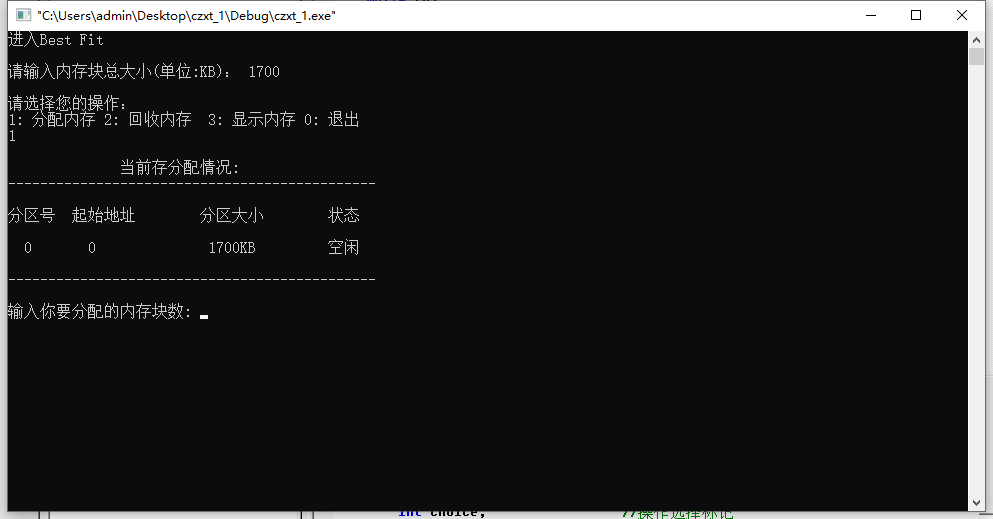 "C:\Users\admin\Desktop\czxt_1\Debug\czxt_1.exe"
进入Best Fit
请输入内存块总大小(单位:KB)： 1700
请选择您的操作:
1: 分配内存 2: 回收内存 3: 显示内存 0: 退出
1
当前存分配情况:
----------------------------------------------
分区号 起始地址 分区大小 状态
0 0 1700KB 空闲
----------------------------------------------
输入你要分配的内存块数:
int choice; //操作选择标记